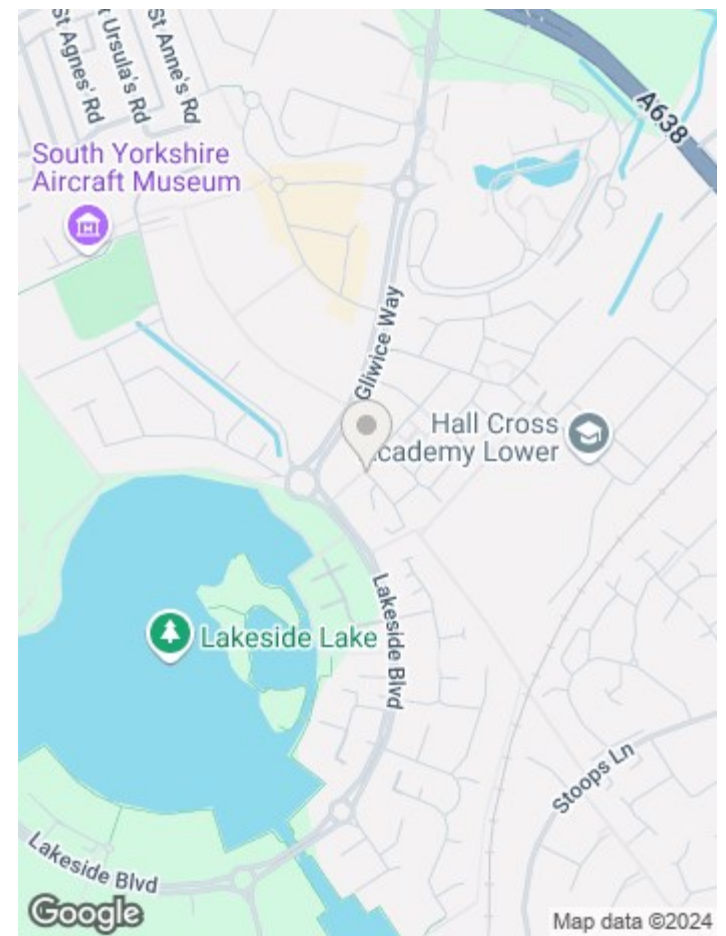 St Agnes' Rd
t Ursula's Rd
St Anne's Rd
A638
South Yorkshire
Aircraft Museum
Gliwice Way
Hall Cross
cademy Lower
Lakeside Blvd
Lakeside Lake
Stoops Ln
Lakeside Blvd
Google
Map data ©2024